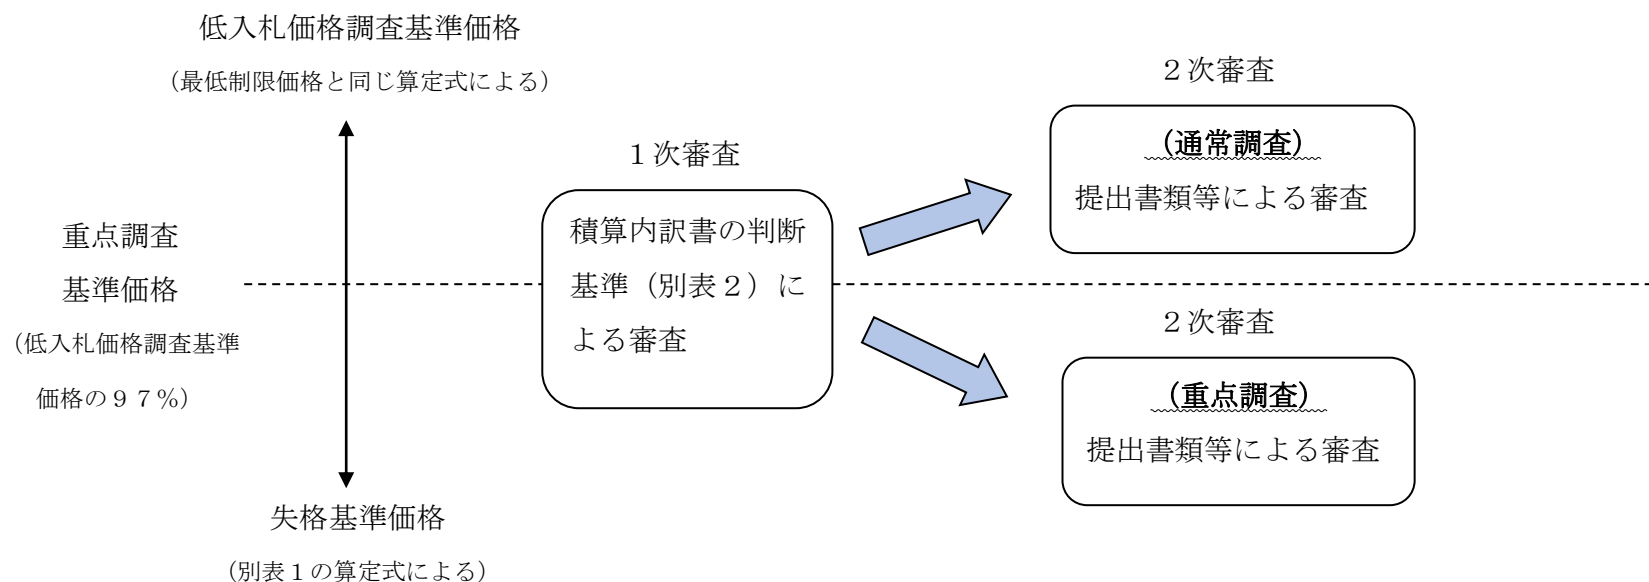 低入札価格調査基準価格
（最低制限価格と同じ算定式による）
重点調査
基準価格
（低入札価格調査基準
価格の９７％）
失格基準価格
（別表１の算定式による）
１次審査
積算内訳書の判断
基準（別表２）に
よる審査
２次審査
（通常調査）
提出書類等による審査
２次審査
（重点調査）
提出書類等による審査